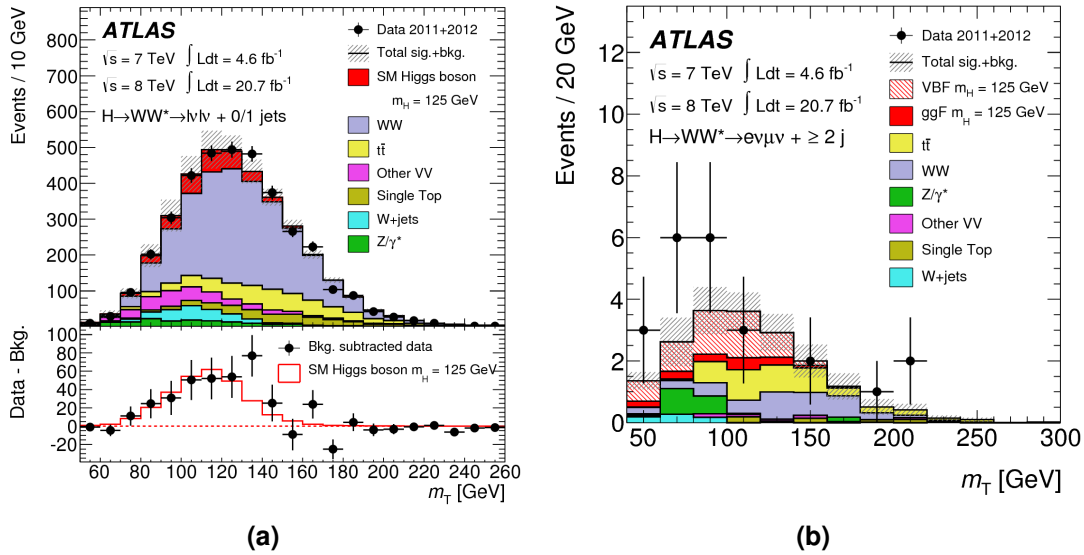 Events / 10 GeV
800
700
600
500
400
300
200
100
ATLAS
√s = 7 TeV ∫ Ldt = 4.6 fb-1
√s = 8 TeV ∫ Ldt = 20.7 fb-1
H→WW*→lνlν + 0/1 jets
Data 2011+2012
Total sig.+bkg.
SM Higgs boson
mH = 125 GeV
WW
tt̄
Other VV
Single Top
W+jets
Z/γ*
Data - Bkg.
100
80
60
40
20
0
-20
Bkg. subtracted data
SM Higgs boson mH = 125 GeV
60 80 100 120 140 160 180 200 220 240 260
mT [GeV]
(a)
Events / 20 GeV
12
10
8
6
4
2
0
ATLAS
√s = 7 TeV ∫ Ldt = 4.6 fb-1
√s = 8 TeV ∫ Ldt = 20.7 fb-1
H→WW*→eνμν + ≥ 2 j
Data 2011+2012
Total sig.+bkg.
VBF mH = 125 GeV
ggF mH = 125 GeV
tt̄
WW
Z/γ*
Other VV
Single Top
W+jets
50 100 150 200 250 300
mT [GeV]
(b)